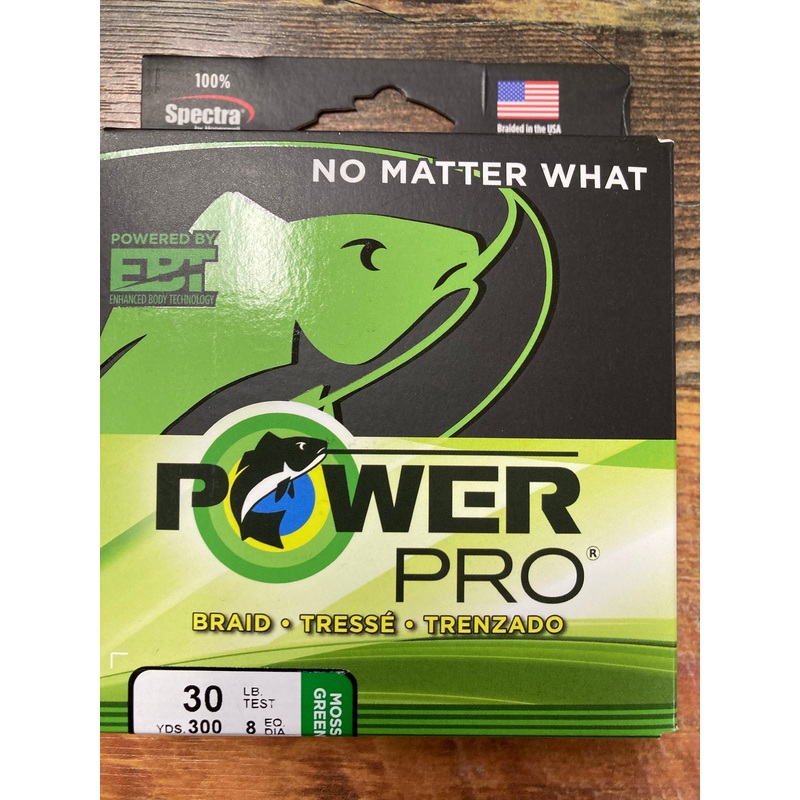 100%
Spectra®
Braided in the USA
NO MATTER WHAT
POWERED BY
EBT
ENHANCED BODY TECHNOLOGY
POWER
PRO®
BRAID • TRESSÉ • TRENZADO
30 LB. TEST
YDS. 300 8 EQ. DIA
MOSS GREEN